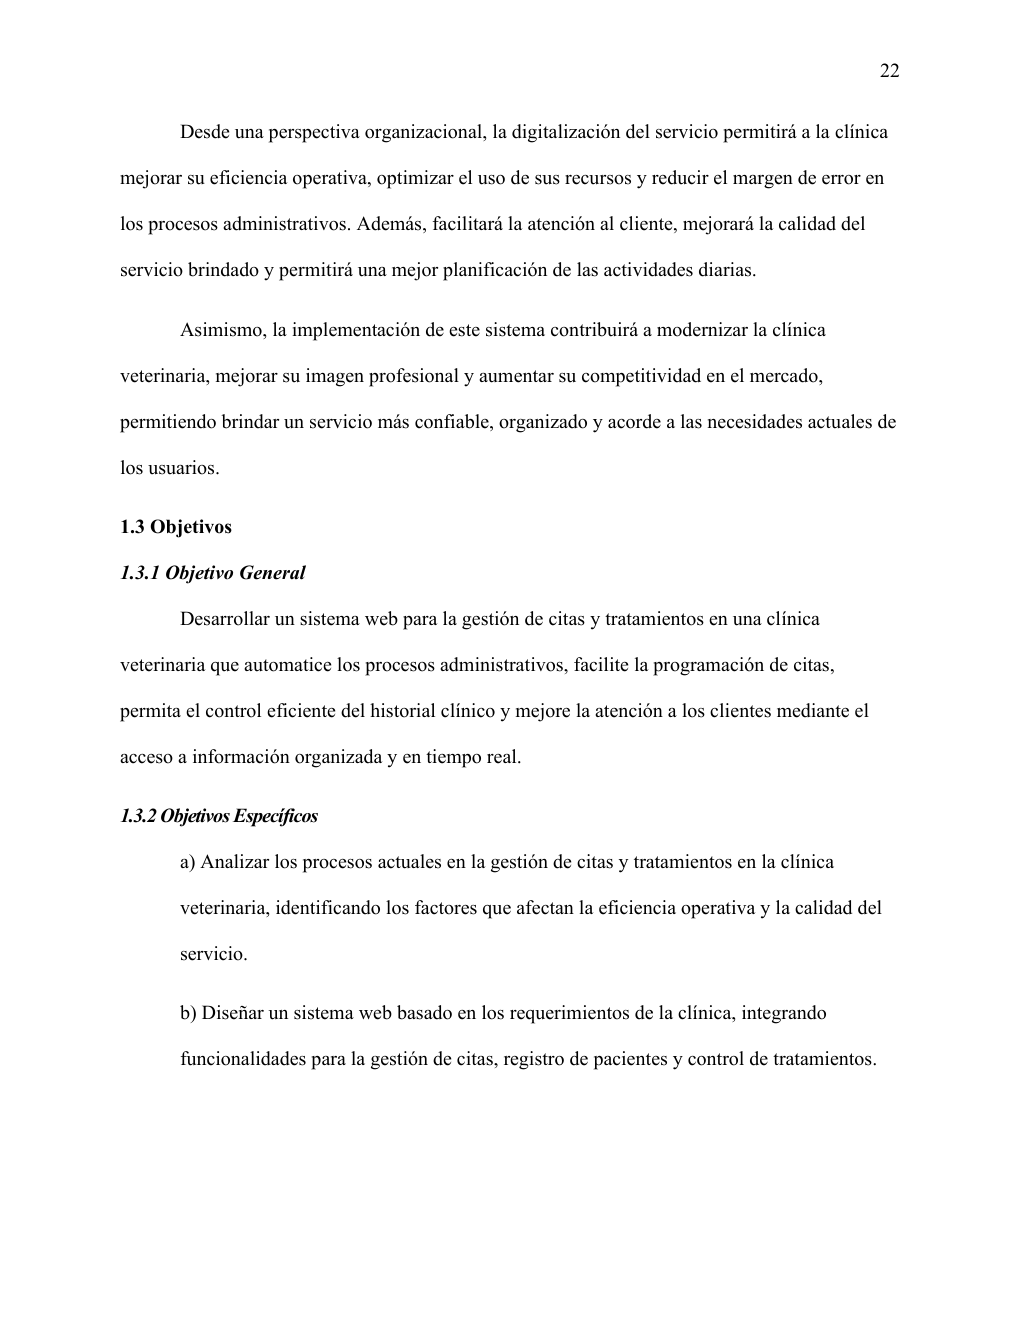 22
Desde una perspectiva organizacional, la digitalización del servicio permitirá a la clínica
mejorar su eficiencia operativa, optimizar el uso de sus recursos y reducir el margen de error en
los procesos administrativos. Además, facilitará la atención al cliente, mejorará la calidad del
servicio brindado y permitirá una mejor planificación de las actividades diarias.
Asimismo, la implementación de este sistema contribuirá a modernizar la clínica
veterinaria, mejorar su imagen profesional y aumentar su competitividad en el mercado,
permitiendo brindar un servicio más confiable, organizado y acorde a las necesidades actuales de
los usuarios.
1.3 Objetivos
1.3.1 Objetivo General
Desarrollar un sistema web para la gestión de citas y tratamientos en una clínica
veterinaria que automatice los procesos administrativos, facilite la programación de citas,
permita el control eficiente del historial clínico y mejore la atención a los clientes mediante el
acceso a información organizada y en tiempo real.
1.3.2 Objetivos Específicos
a) Analizar los procesos actuales en la gestión de citas y tratamientos en la clínica
veterinaria, identificando los factores que afectan la eficiencia operativa y la calidad del
servicio.
b) Diseñar un sistema web basado en los requerimientos de la clínica, integrando
funcionalidades para la gestión de citas, registro de pacientes y control de tratamientos.